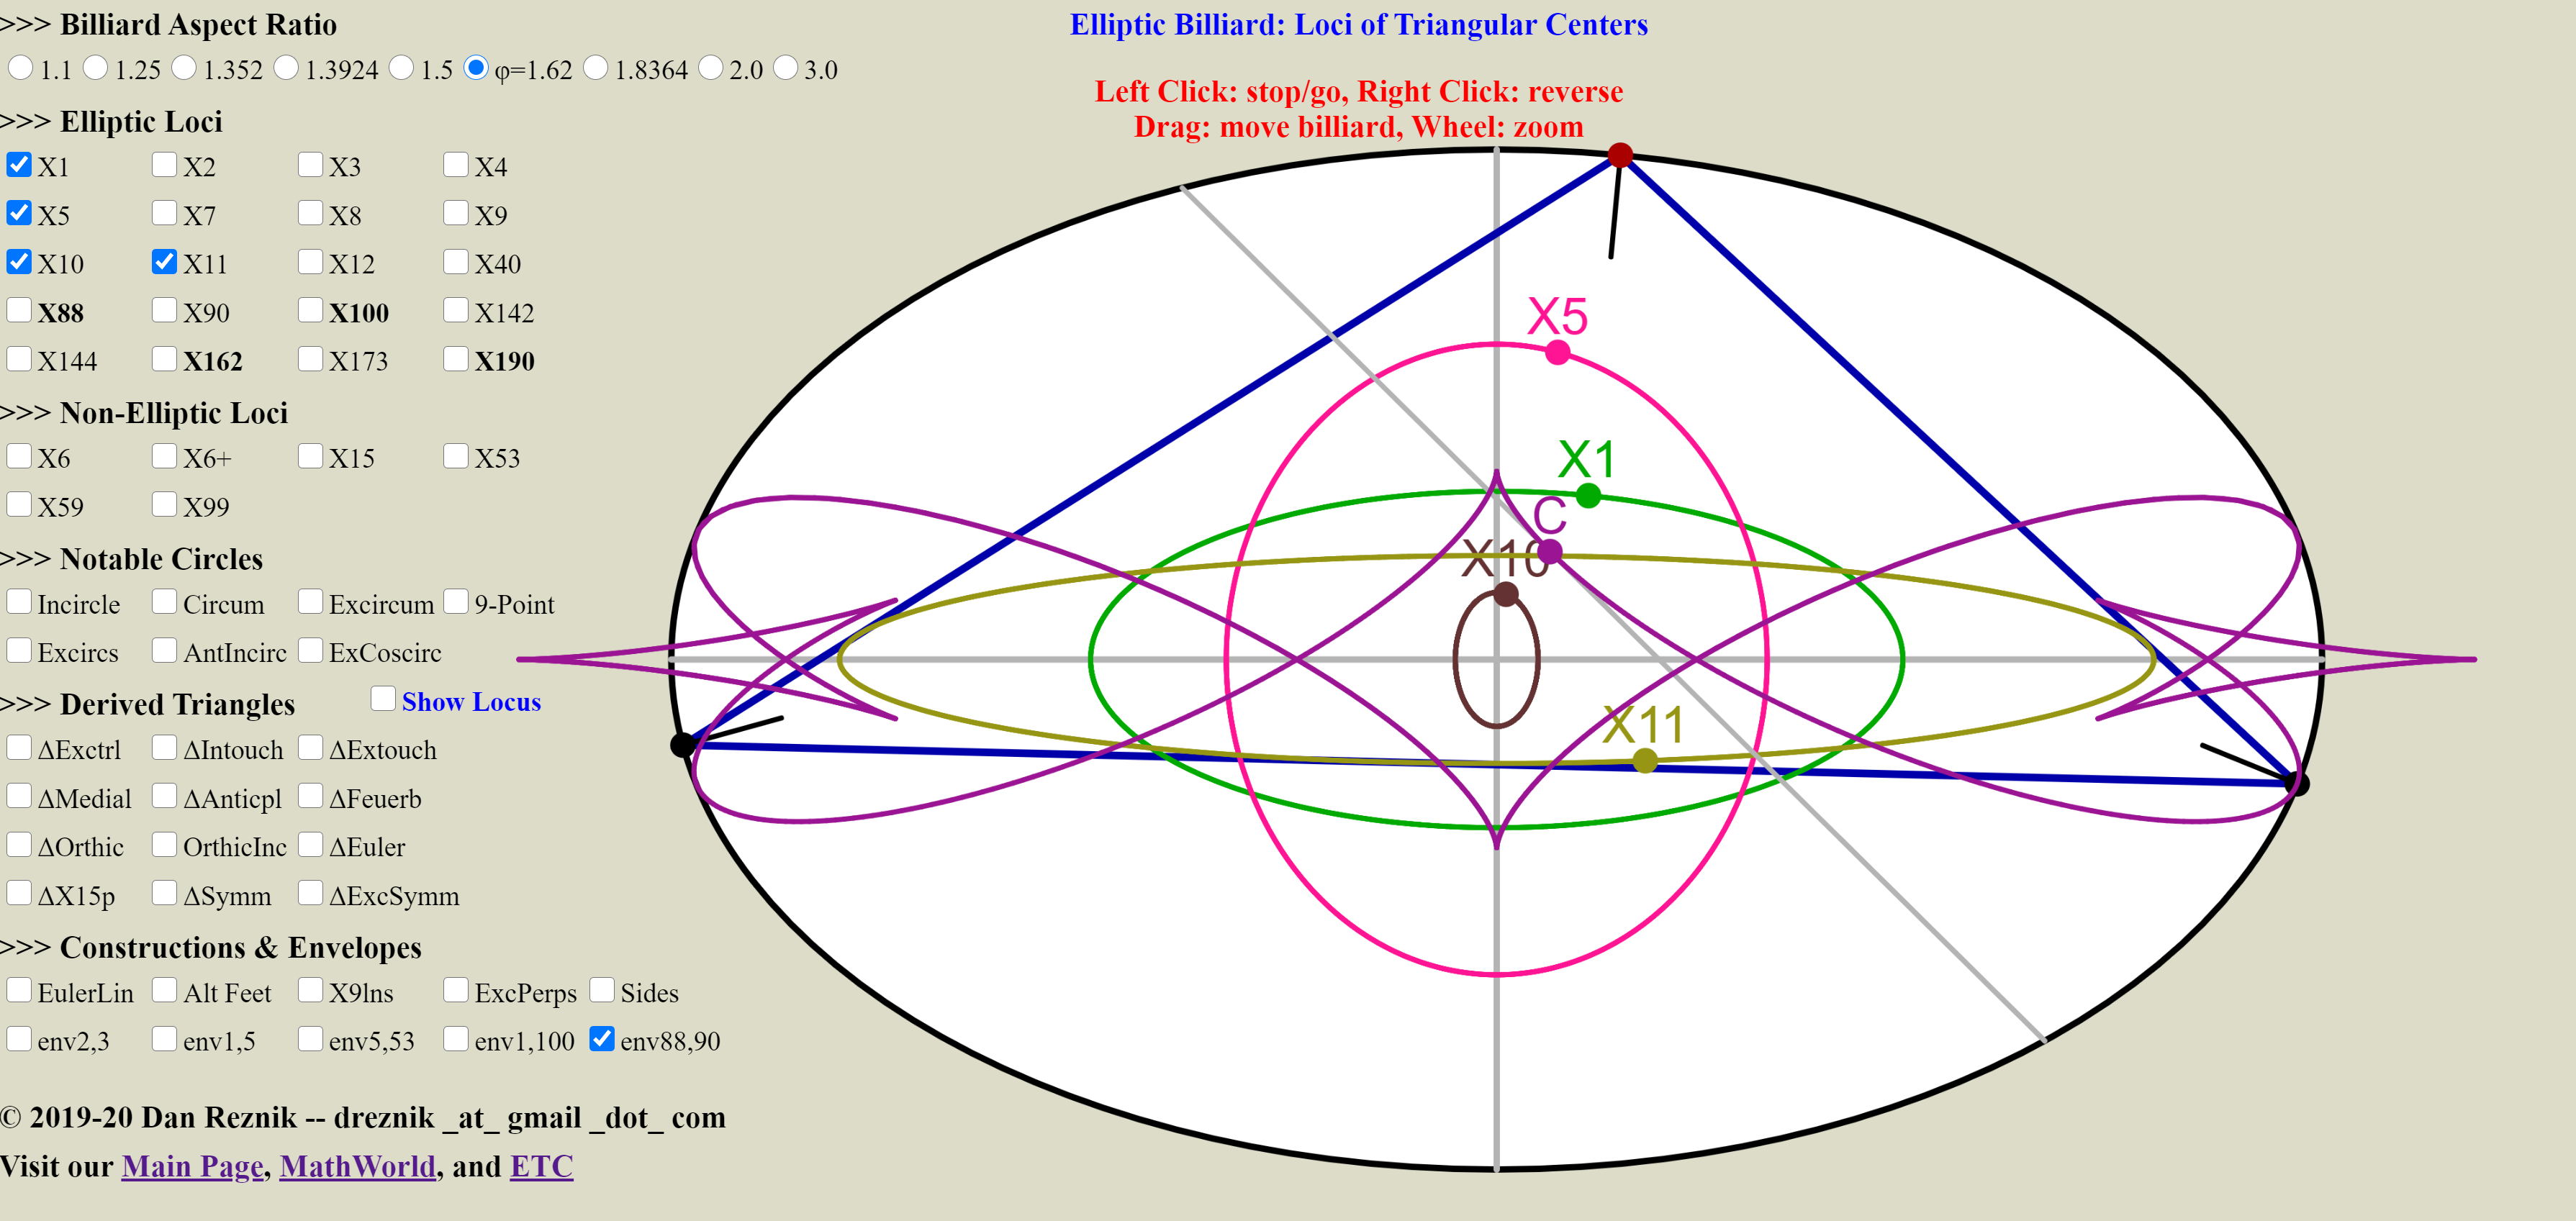 >>> Billiard Aspect Ratio
1.1 1.25 1.352 1.3924 1.5 φ=1.62 1.8364 2.0 3.0
>>> Elliptic Loci
X1 X2 X3 X4
X5 X7 X8 X9
X10 X11 X12 X40
X88 X90 X100 X142
X144 X162 X173 X190
>>> Non-Elliptic Loci
X6 X6+ X15 X53
X59 X99
>>> Notable Circles
Incircle Circum Excircum 9-Point
Excircs AntIncirc ExCoscirc
>>> Derived Triangles Show Locus
ΔExctrl ΔIntouch ΔExtouch
ΔMedial ΔAnticpl ΔFeuerb
ΔOrthic OrthicInc ΔEuler
ΔX15p ΔSymm ΔExcSymm
>>> Constructions & Envelopes
EulerLin Alt Feet X9lns ExcPerps Sides
env2,3 env1,5 env5,53 env1,100 env88,90
© 2019-20 Dan Reznik -- dreznik _at_ gmail _dot_ com
Visit our Main Page, MathWorld, and ETC
Elliptic Billiard: Loci of Triangular Centers
Left Click: stop/go, Right Click: reverse
Drag: move billiard, Wheel: zoom
X5
X1
C
X10
X11